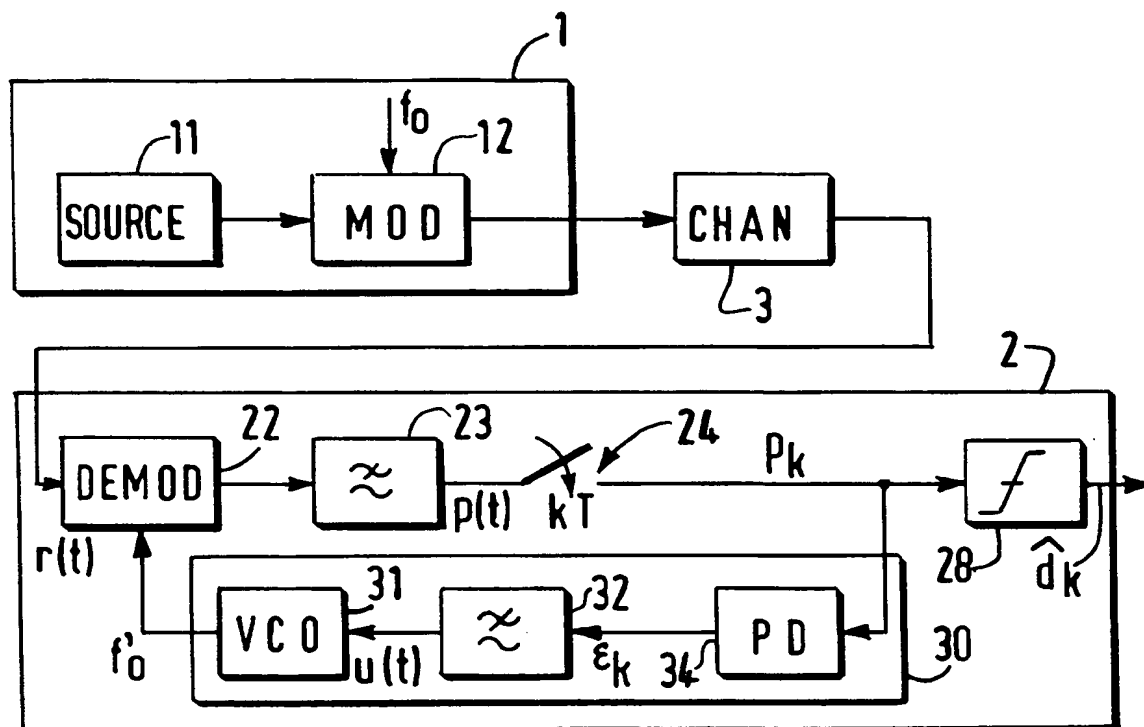 1
11
f₀
12
SOURCE
MOD
CHAN
3
2
22
23
24
DEMOD
p(t)
kT
Pk
r(t)
28
d̂k
31
32
VCO
PD
30
f'₀
u(t)
εk
34